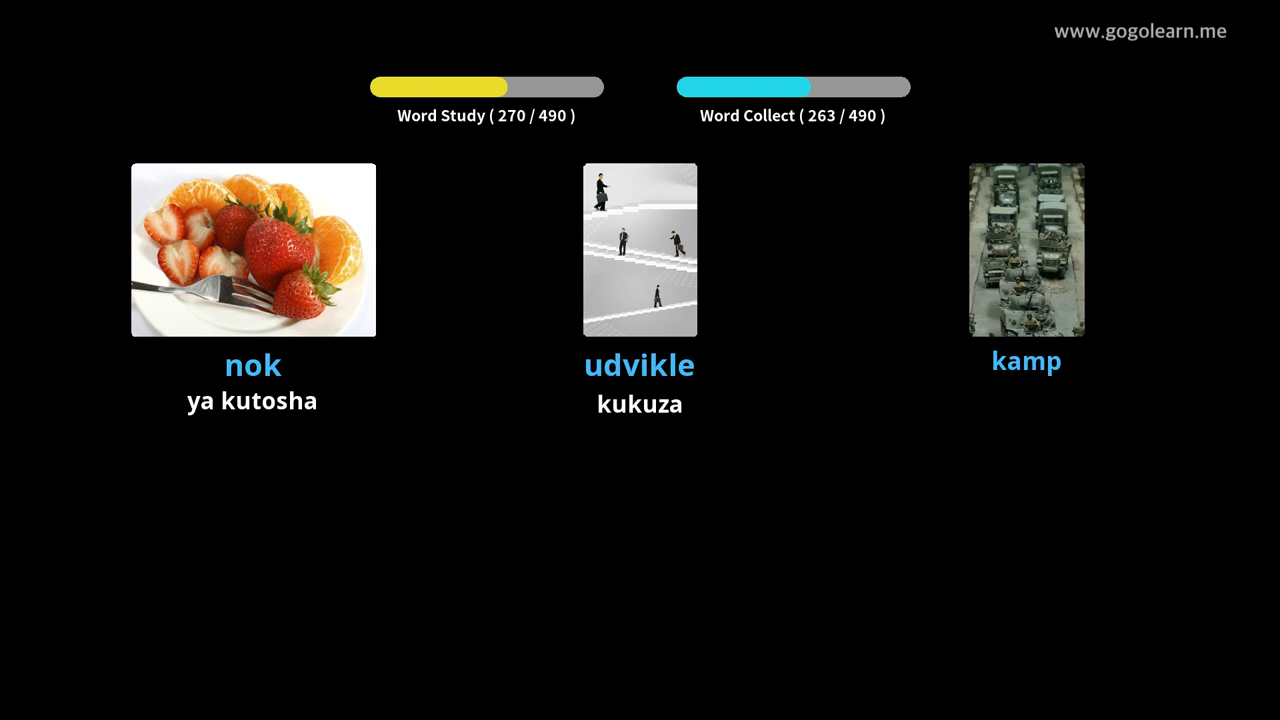 www.gogolearn.me
Word Study ( 270 / 490 )
Word Collect ( 263 / 490 )
nok
ya kutosha
udvikle
kukuza
kamp